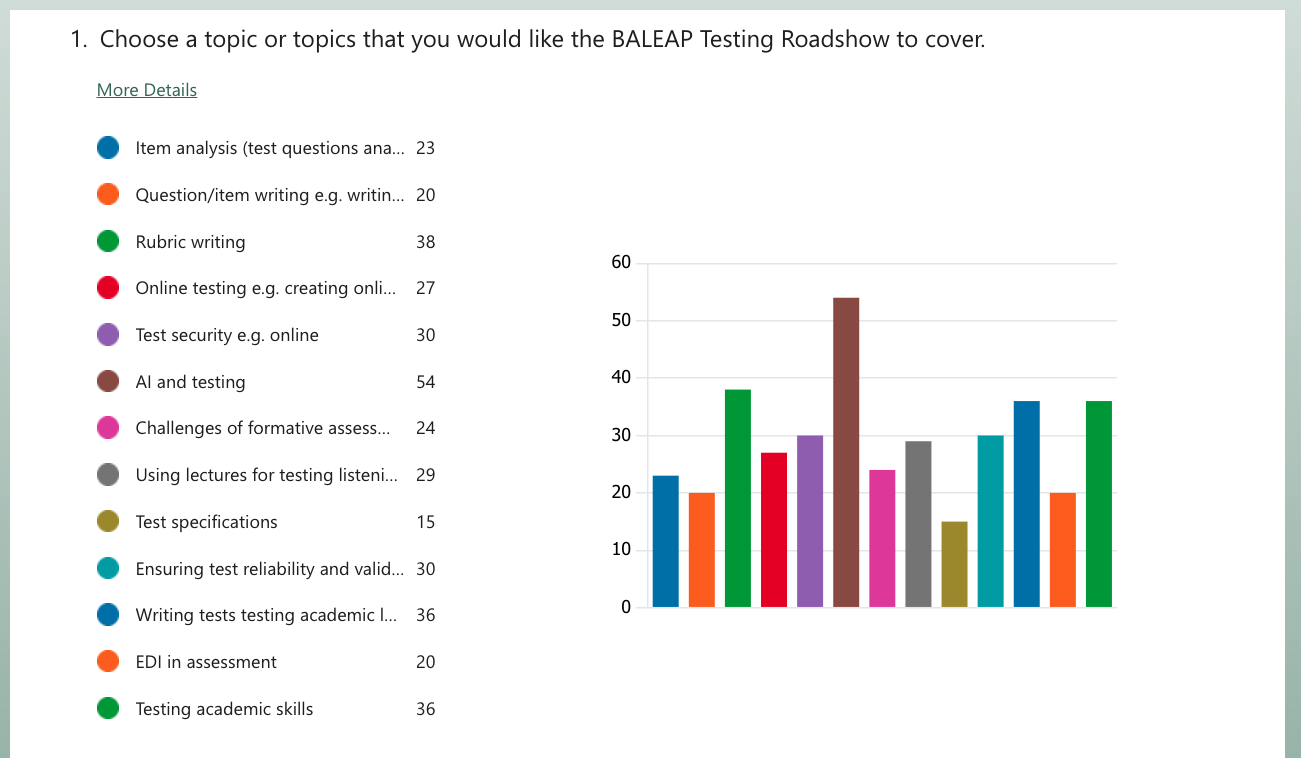 1. Choose a topic or topics that you would like the BALEAP Testing Roadshow to cover.
More Details
Item analysis (test questions ana... 23
Question/item writing e.g. writin... 20
Rubric writing 38
Online testing e.g. creating onli... 27
Test security e.g. online 30
AI and testing 54
Challenges of formative assess... 24
Using lectures for testing listeni... 29
Test specifications 15
Ensuring test reliability and valid... 30
Writing tests testing academic l... 36
EDI in assessment 20
Testing academic skills 36
60
50
40
30
20
10
0